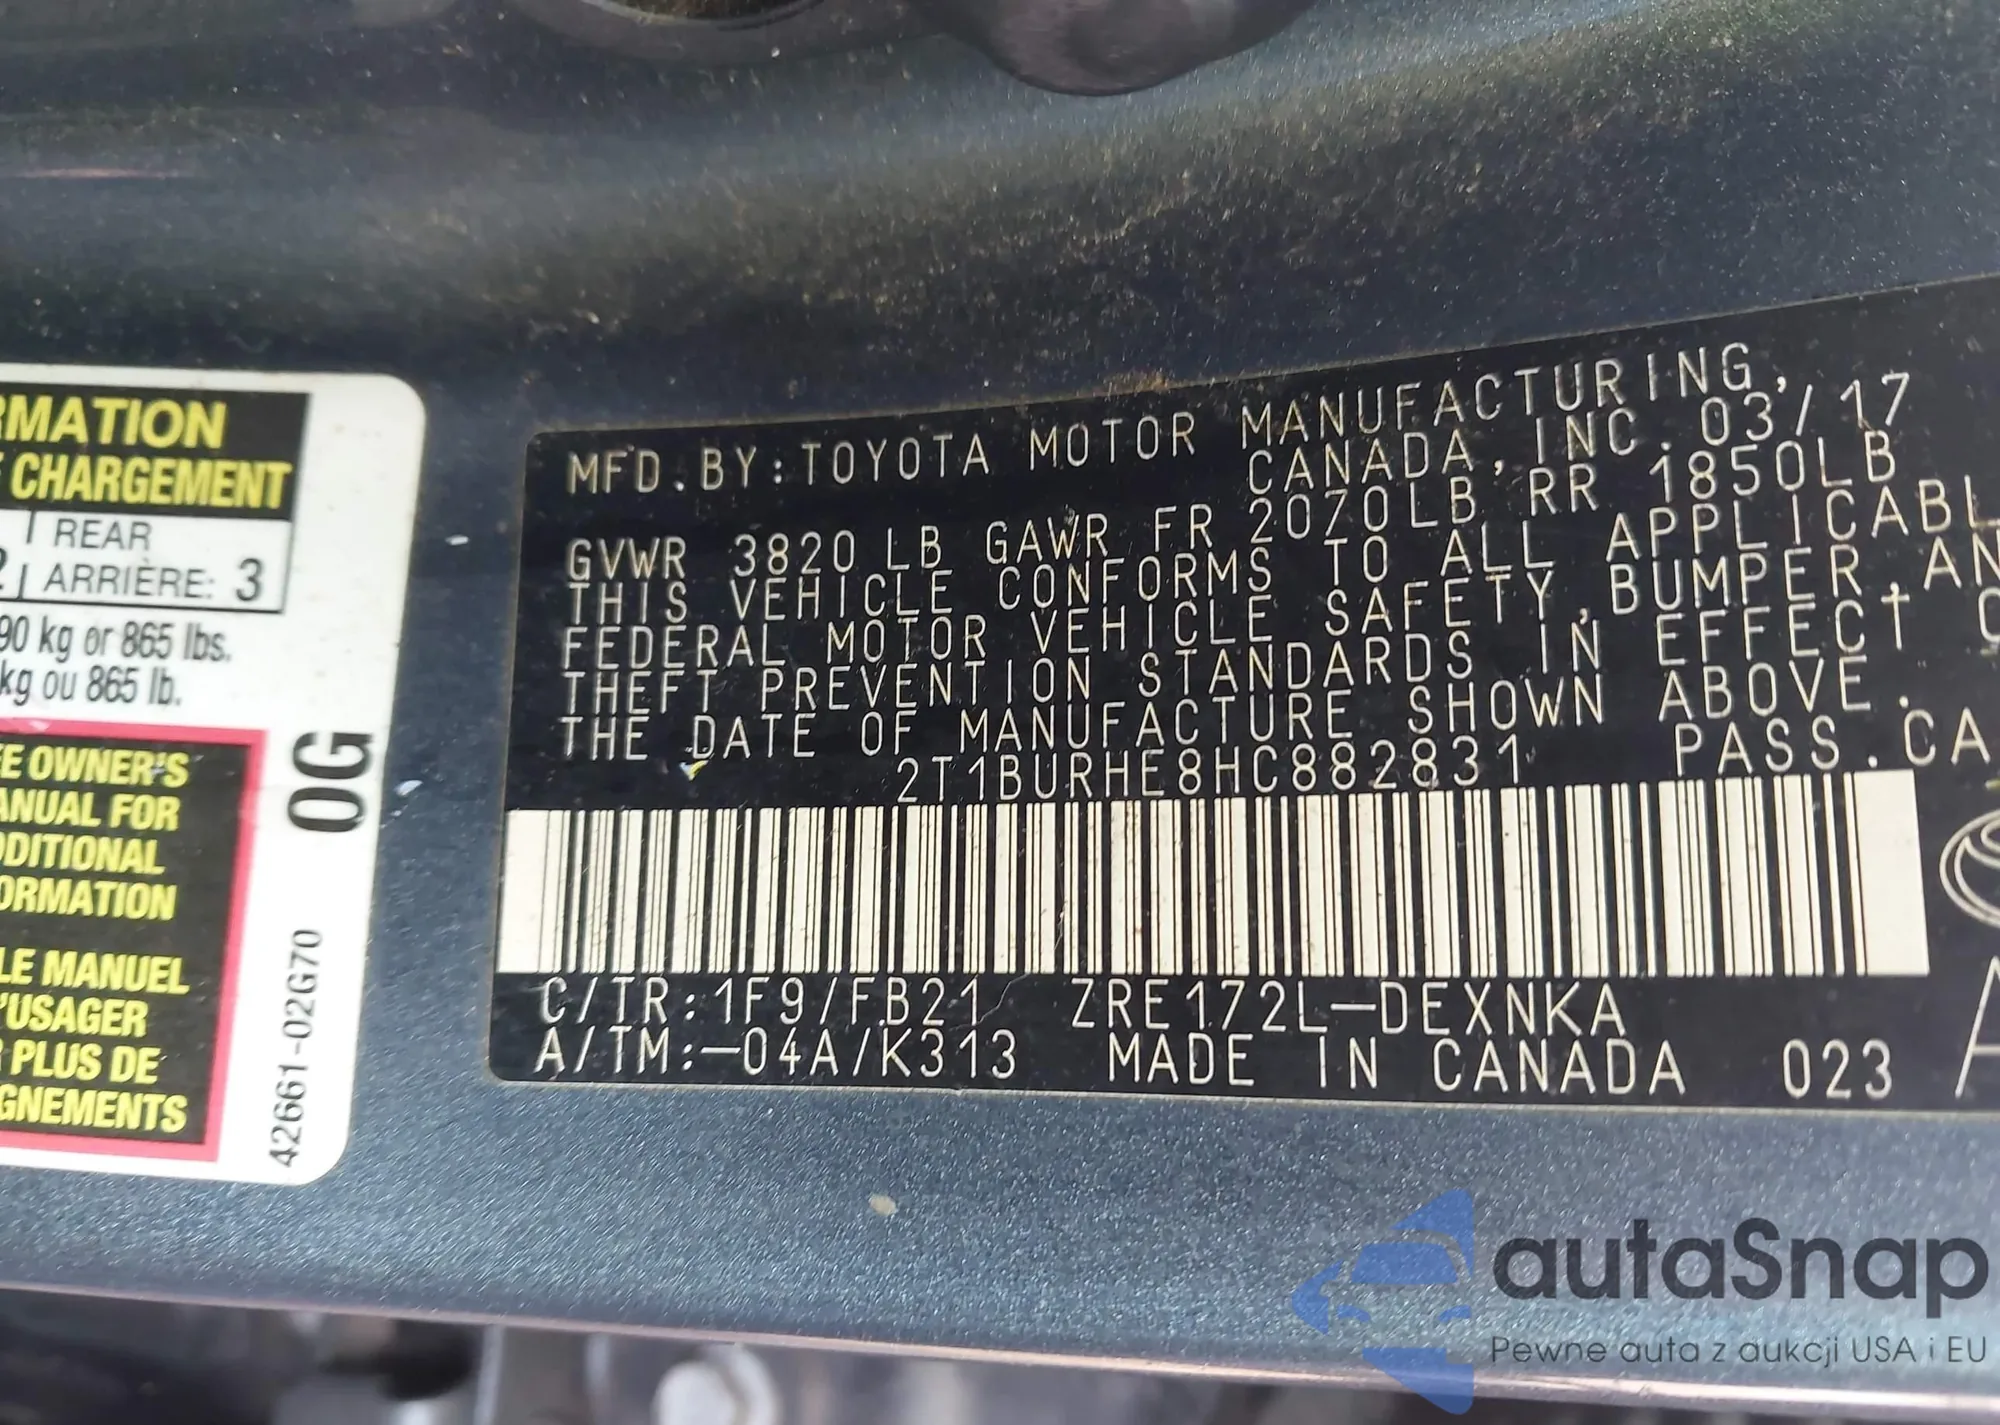 RMATION
E CHARGEMENT
REAR
2 ARRIÈRE: 3
90 kg or 865 lbs.
kg ou 865 lb.
EE OWNER'S
ANUAL FOR
DDITIONAL
FORMATION
LE MANUEL
'USAGER
R PLUS DE
GNEMENTS
0G
42661-02G70
MFD.BY:TOYOTA MOTOR MANUFACTURING,
CANADA,INC.03/17
GVWR 3820 LB GAWR FR 2070LB RR 1850LB
THIS VEHICLE CONFORMS TO ALL APPLICABL
FEDERAL MOTOR VEHICLE SAFETY,BUMPER,AN
THEFT PREVENTION STANDARDS IN EFFECT O
THE DATE OF MANUFACTURE SHOWN ABOVE.
2T1BURHE8HC882831 PASS.CA
C/TR:1F9/FB21 ZRE172L-DEXNKA
A/TM:-04A/K313 MADE IN CANADA 023 A
autaSnap
Pewne auta z aukcji USA i EU